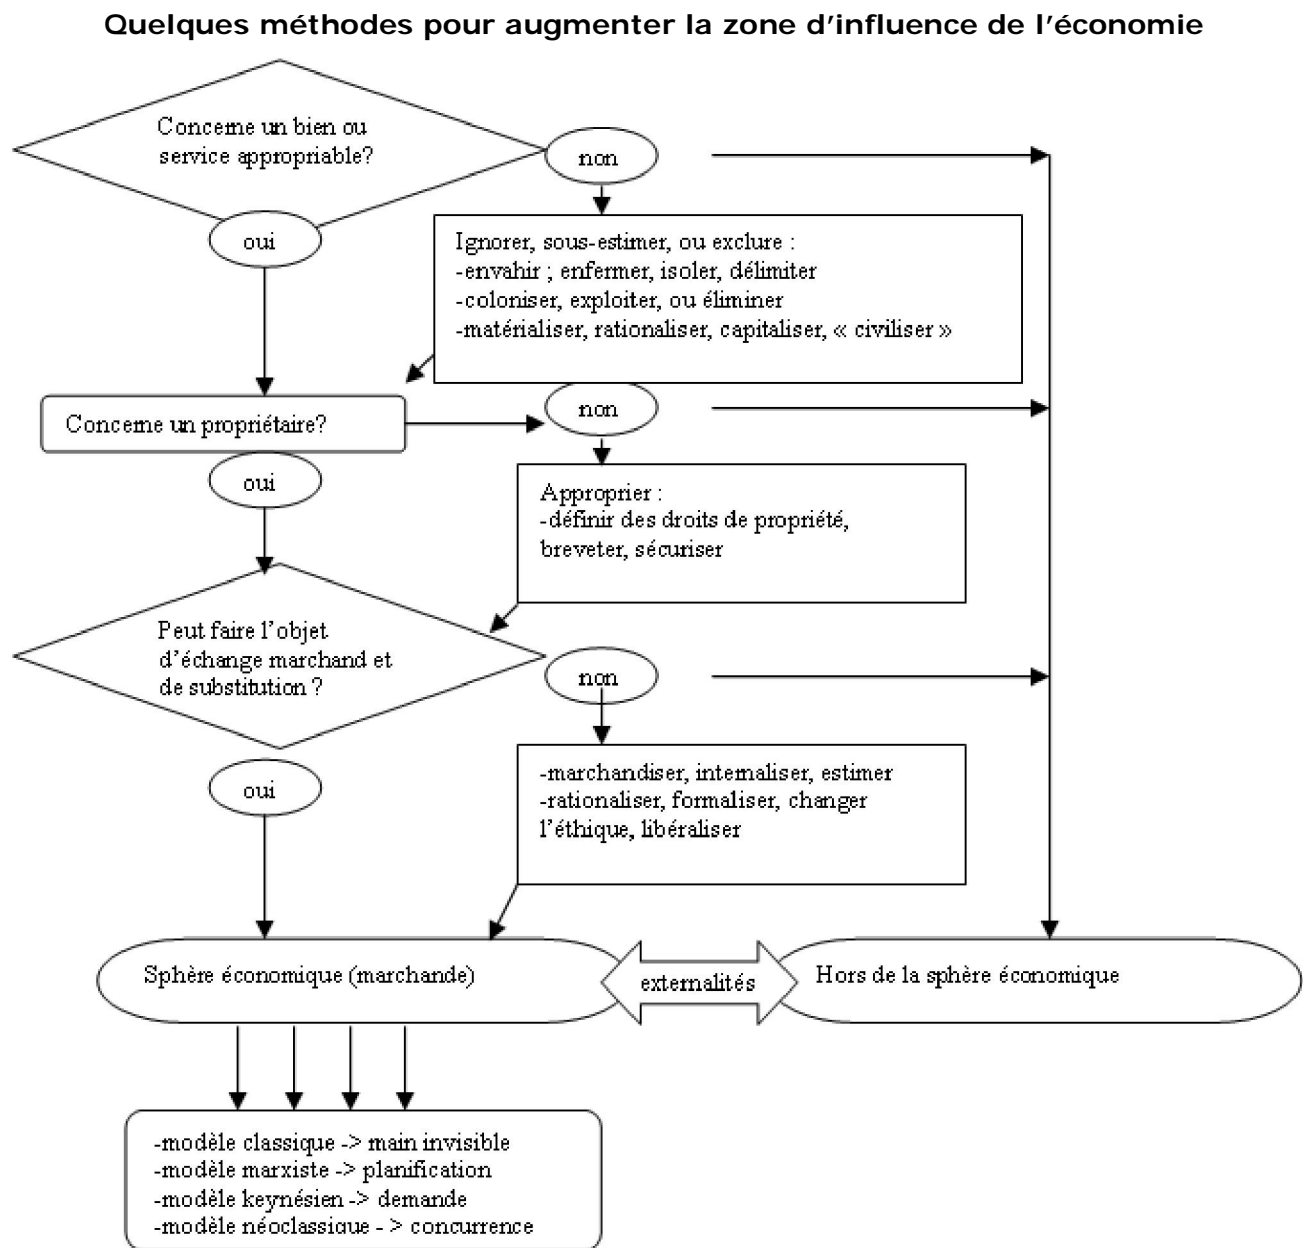 Quelques méthodes pour augmenter la zone d’influence de l’économie
Concerne un bien ou
service appropriable?
non
oui
Ignorer, sous-estimer, ou exclure :
-envahir ; enfermer, isoler, délimiter
-coloniser, exploiter, ou éliminer
-matérialiser, rationaliser, capitaliser, « civiliser »
Concerne un propriétaire?
non
oui
Approprier :
-définir des droits de propriété,
breveter, sécuriser
Peut faire l’objet
d’échange marchand et
de substitution ?
non
oui
-marchandiser, internaliser, estimer
-rationaliser, formaliser, changer
l’éthique, libéraliser
Sphère économique (marchande)
externalités
Hors de la sphère économique
-modèle classique -> main invisible
-modèle marxiste -> planification
-modèle keynésien -> demande
-modèle néoclassique - > concurrence